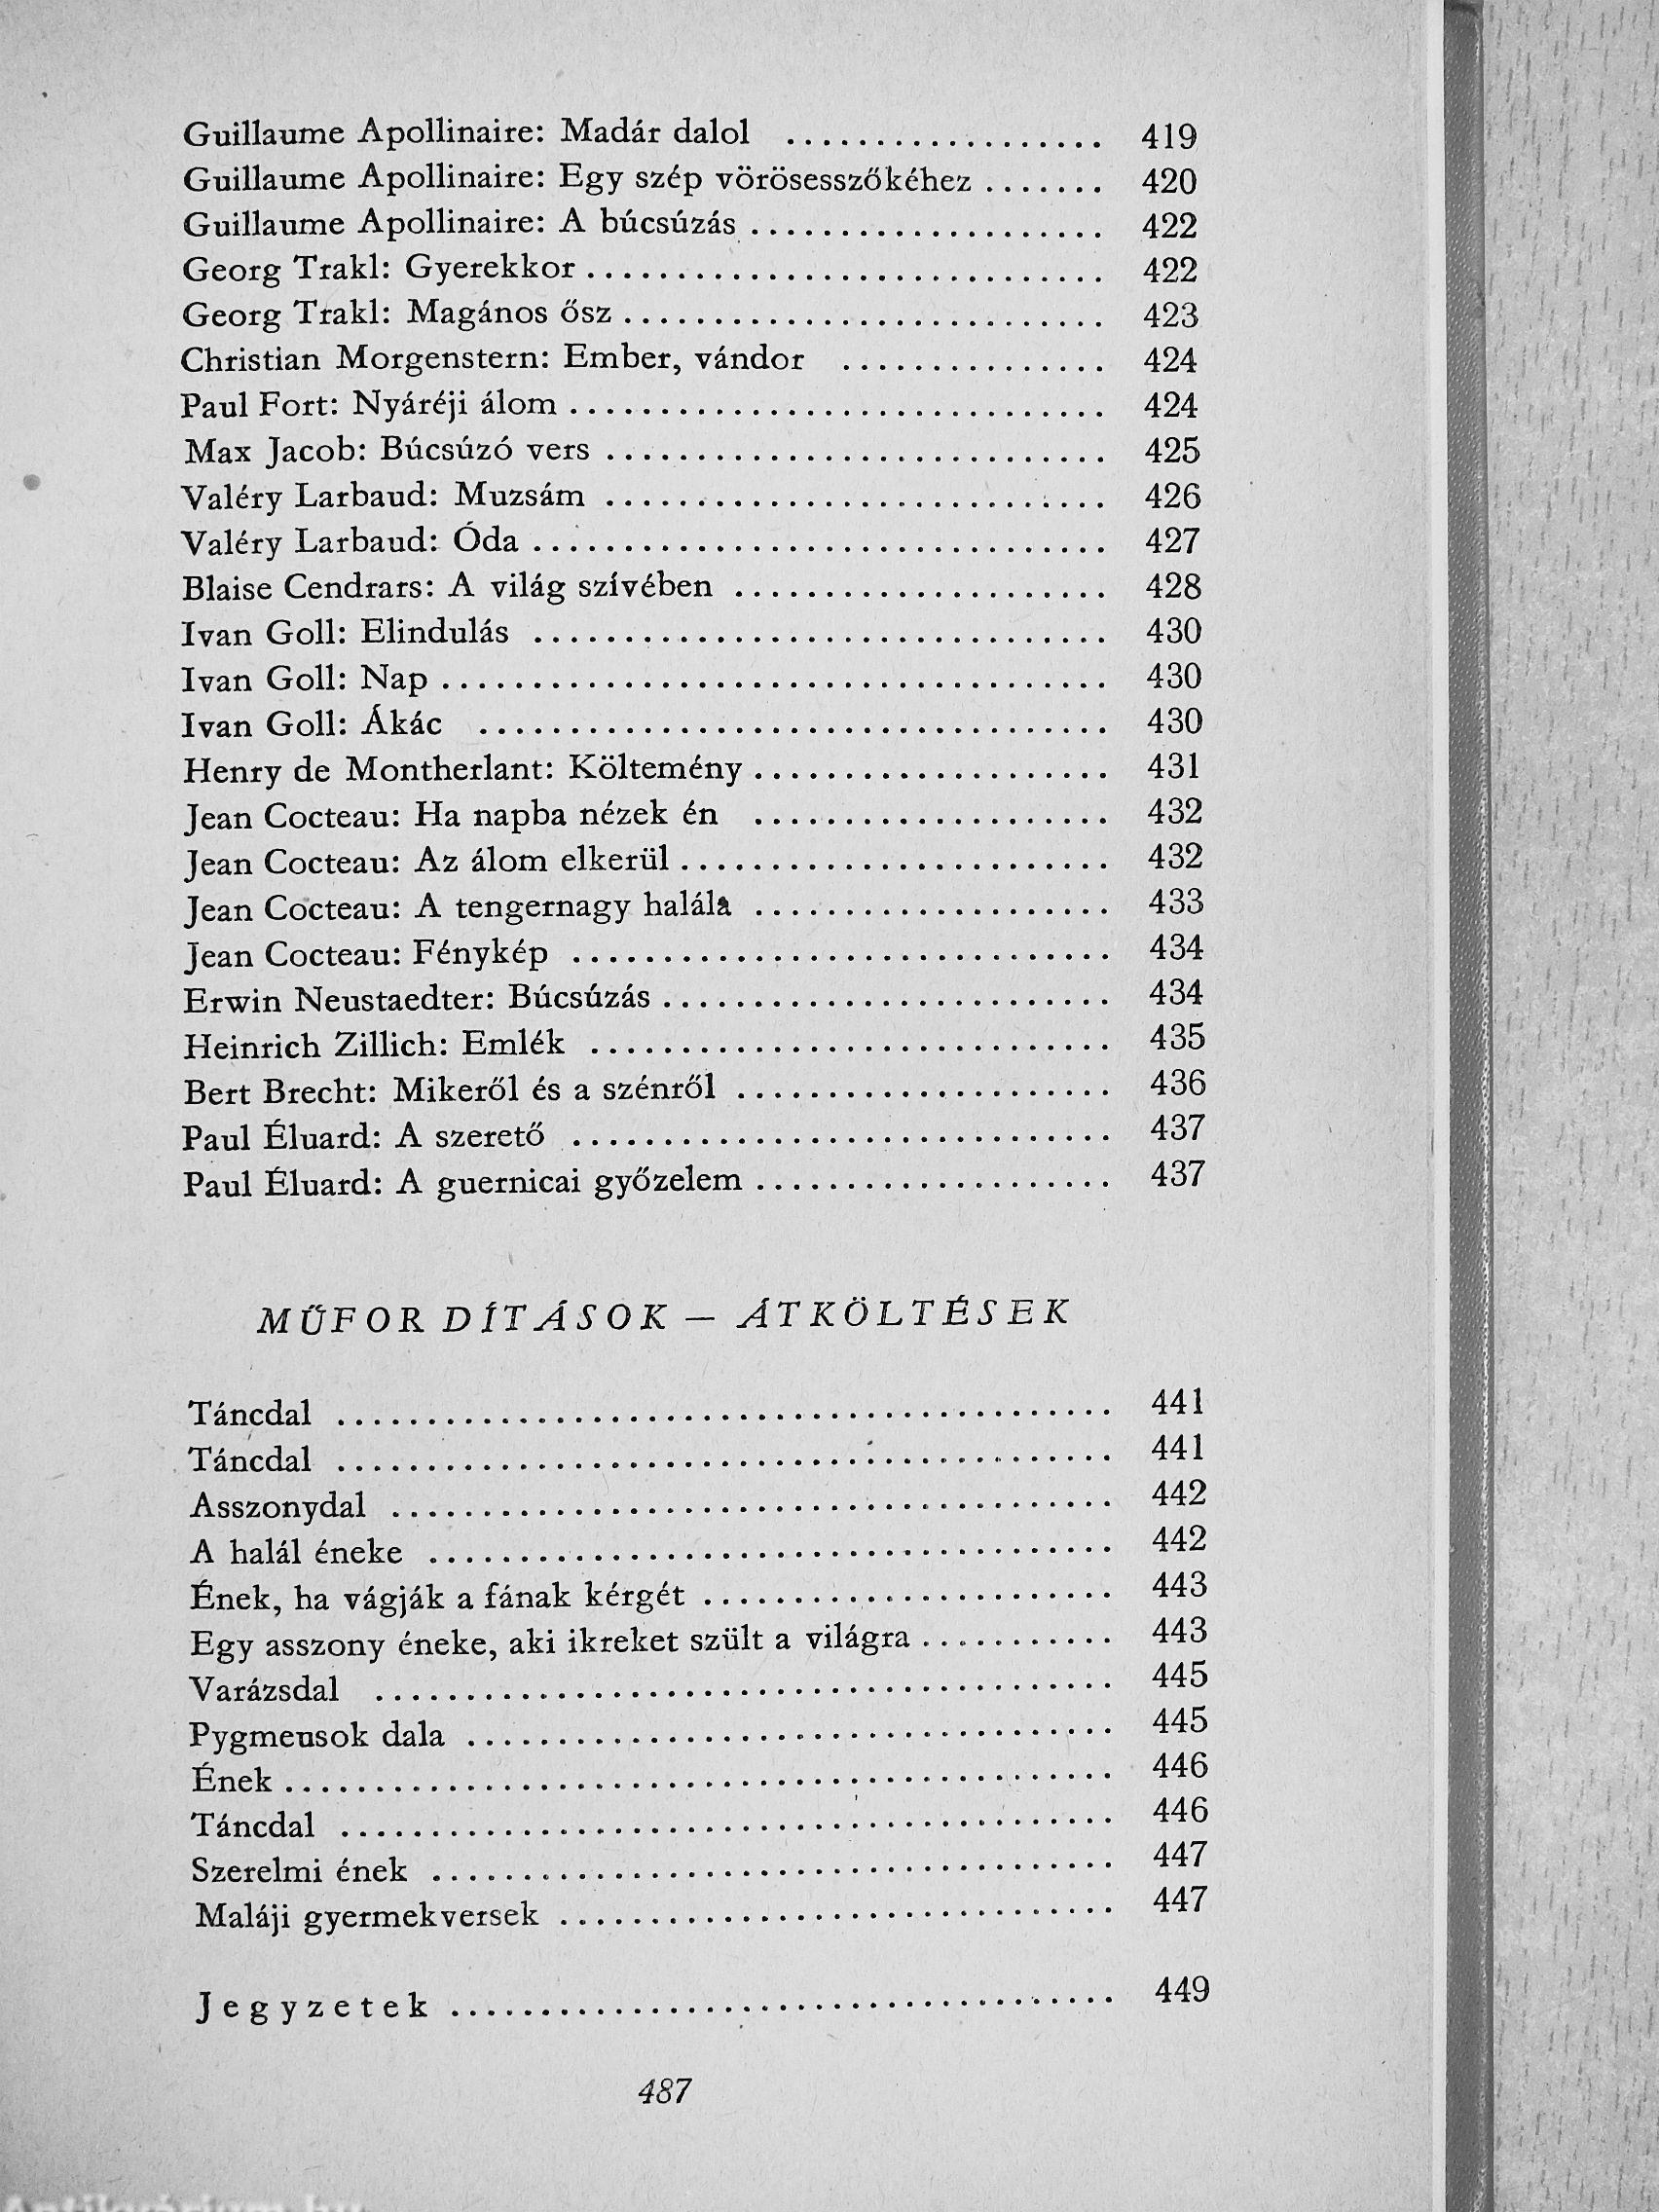 Guillaume Apollinaire: Madár dalol .................. 419
Guillaume Apollinaire: Egy szép vörösesszőkéhez ....... 420
Guillaume Apollinaire: A búcsúzás .................... 422
Georg Trakl: Gyerekkor ............................. 422
Georg Trakl: Magános ősz ........................... 423
Christian Morgenstern: Ember, vándor ............... 424
Paul Fort: Nyáréji álom .............................. 424
Max Jacob: Búcsúzó vers ............................ 425
Valéry Larbaud: Muzsám ............................ 426
Valéry Larbaud: Óda ................................ 427
Blaise Cendrars: A világ szívében ..................... 428
Ivan Goll: Elindulás ................................ 430
Ivan Goll: Nap ..................................... 430
Ivan Goll: Ákác ................................... 430
Henry de Montherlant: Költemény .................... 431
Jean Cocteau: Ha napba nézek én .................... 432
Jean Cocteau: Az álom elkerül ........................ 432
Jean Cocteau: A tengernagy halála .................... 433
Jean Cocteau: Fénykép .............................. 434
Erwin Neustaedter: Búcsúzás ......................... 434
Heinrich Zillich: Emlék ............................. 435
Bert Brecht: Mikeről és a szénről ..................... 436
Paul Éluard: A szerető .............................. 437
Paul Éluard: A guernicai győzelem .................... 437
MŰFORDÍTÁSOK — ÁTKÖLTÉSEK
Táncdal ........................................... 441
Táncdal ........................................... 441
Asszonydal ........................................ 442
A halál éneke ...................................... 442
Ének, ha vágják a fának kérgét ....................... 443
Egy asszony éneke, aki ikreket szült a világra ........... 443
Varázsdal ......................................... 445
Pygmeusok dala .................................... 445
Ének .............................................. 446
Táncdal ........................................... 446
Szerelmi ének ...................................... 447
Maláji gyermekversek ............................... 447
Jegyzetek ..................................... 449
487